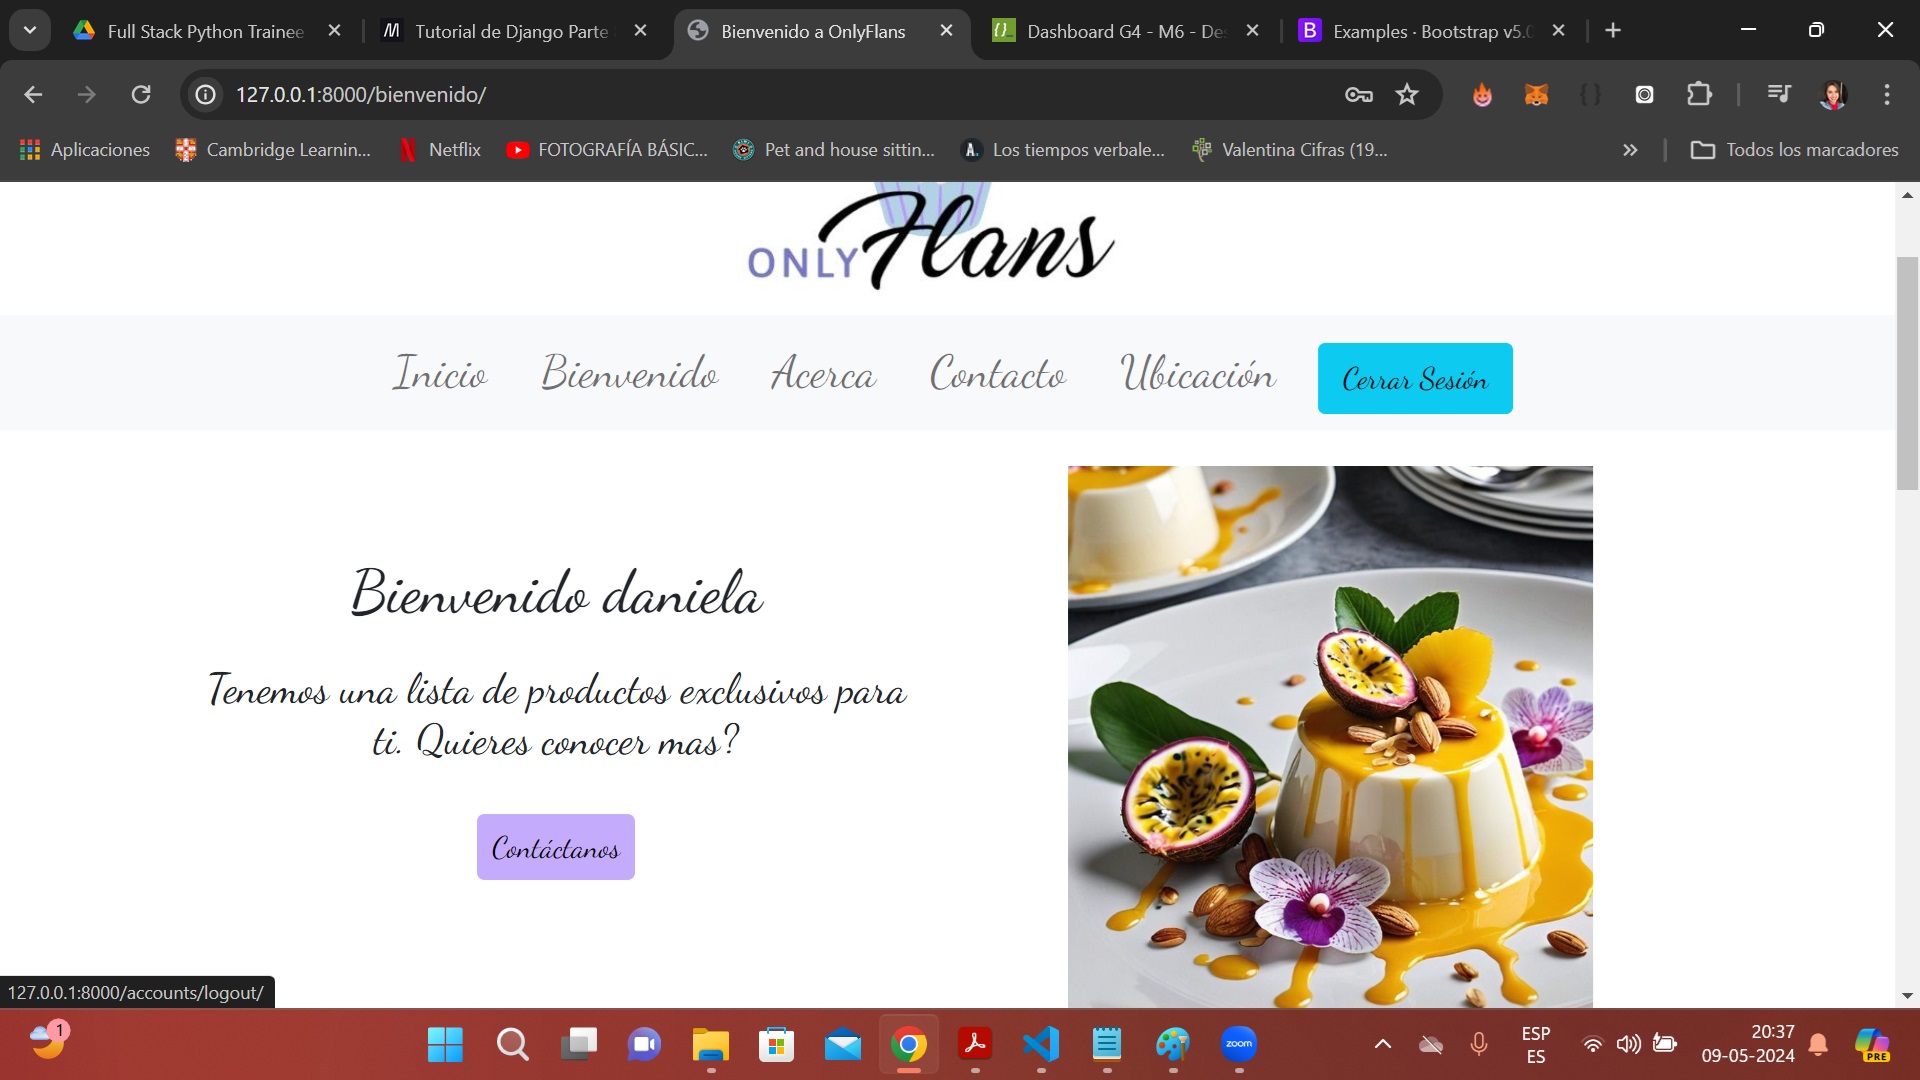 Full Stack Python Trainee
Tutorial de Django Parte
Bienvenido a OnlyFlans
Dashboard G4 - M6 - De
Examples · Bootstrap v5.0
127.0.0.1:8000/bienvenido/
Aplicaciones
Cambridge Learnin...
Netflix
FOTOGRAFÍA BÁSIC...
Pet and house sittin...
Los tiempos verbale...
Valentina Cifras (19...
Todos los marcadores
ONLY Flans
Inicio
Bienvenido
Acerca
Contacto
Ubicación
Cerrar Sesión
Bienvenido daniela
Tenemos una lista de productos exclusivos para
ti. Quieres conocer mas?
Contáctanos
127.0.0.1:8000/accounts/logout/
1
zoom
ESP
ES
20:37
09-05-2024
PRE